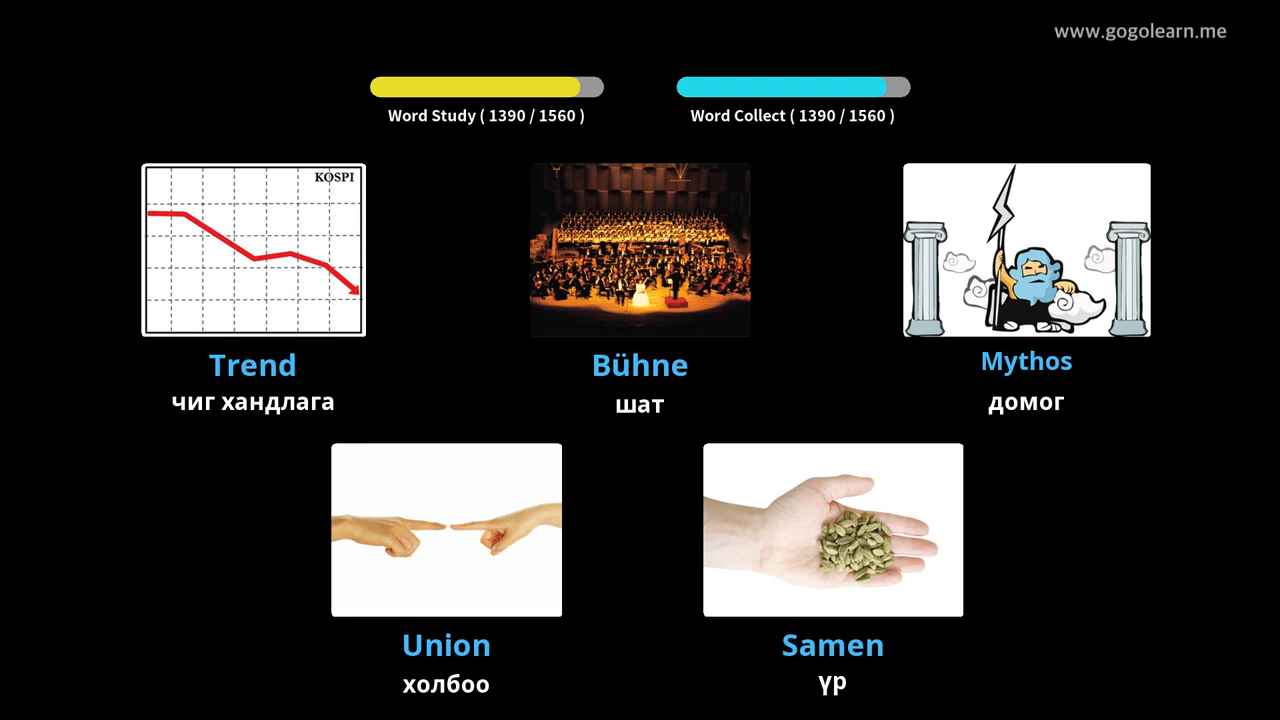 www.gogolearn.me
Word Study ( 1390 / 1560 )
Word Collect ( 1390 / 1560 )
KOSPI
Trend
чиг хандлага
Bühne
шат
Mythos
домог
Union
холбоо
Samen
үр